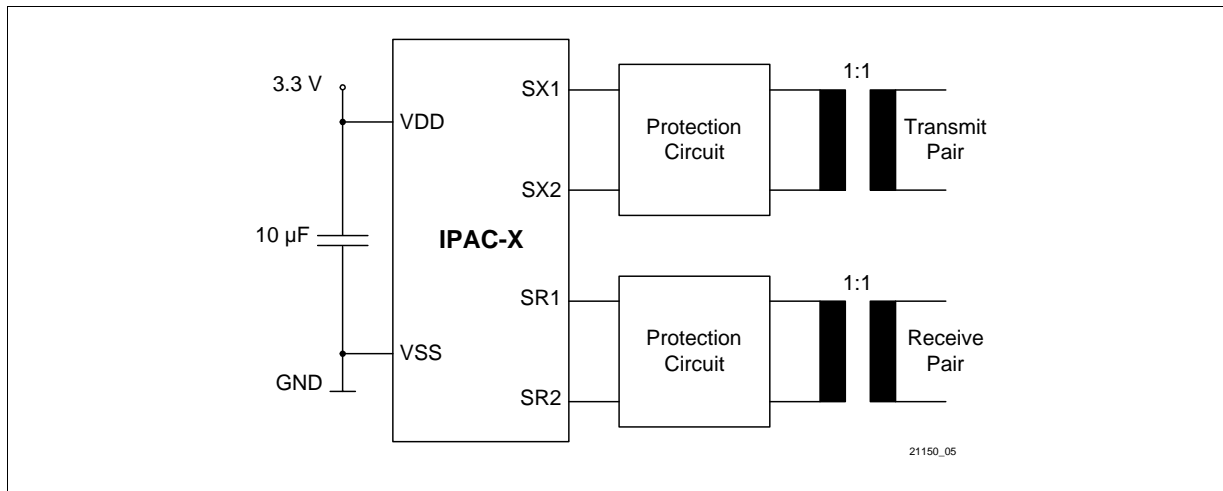 3.3 V
VDD
10 µF
VSS
GND
IPAC-X
SX1
SX2
SR1
SR2
Protection
Circuit
1:1
Transmit
Pair
Protection
Circuit
1:1
Receive
Pair
21150_05